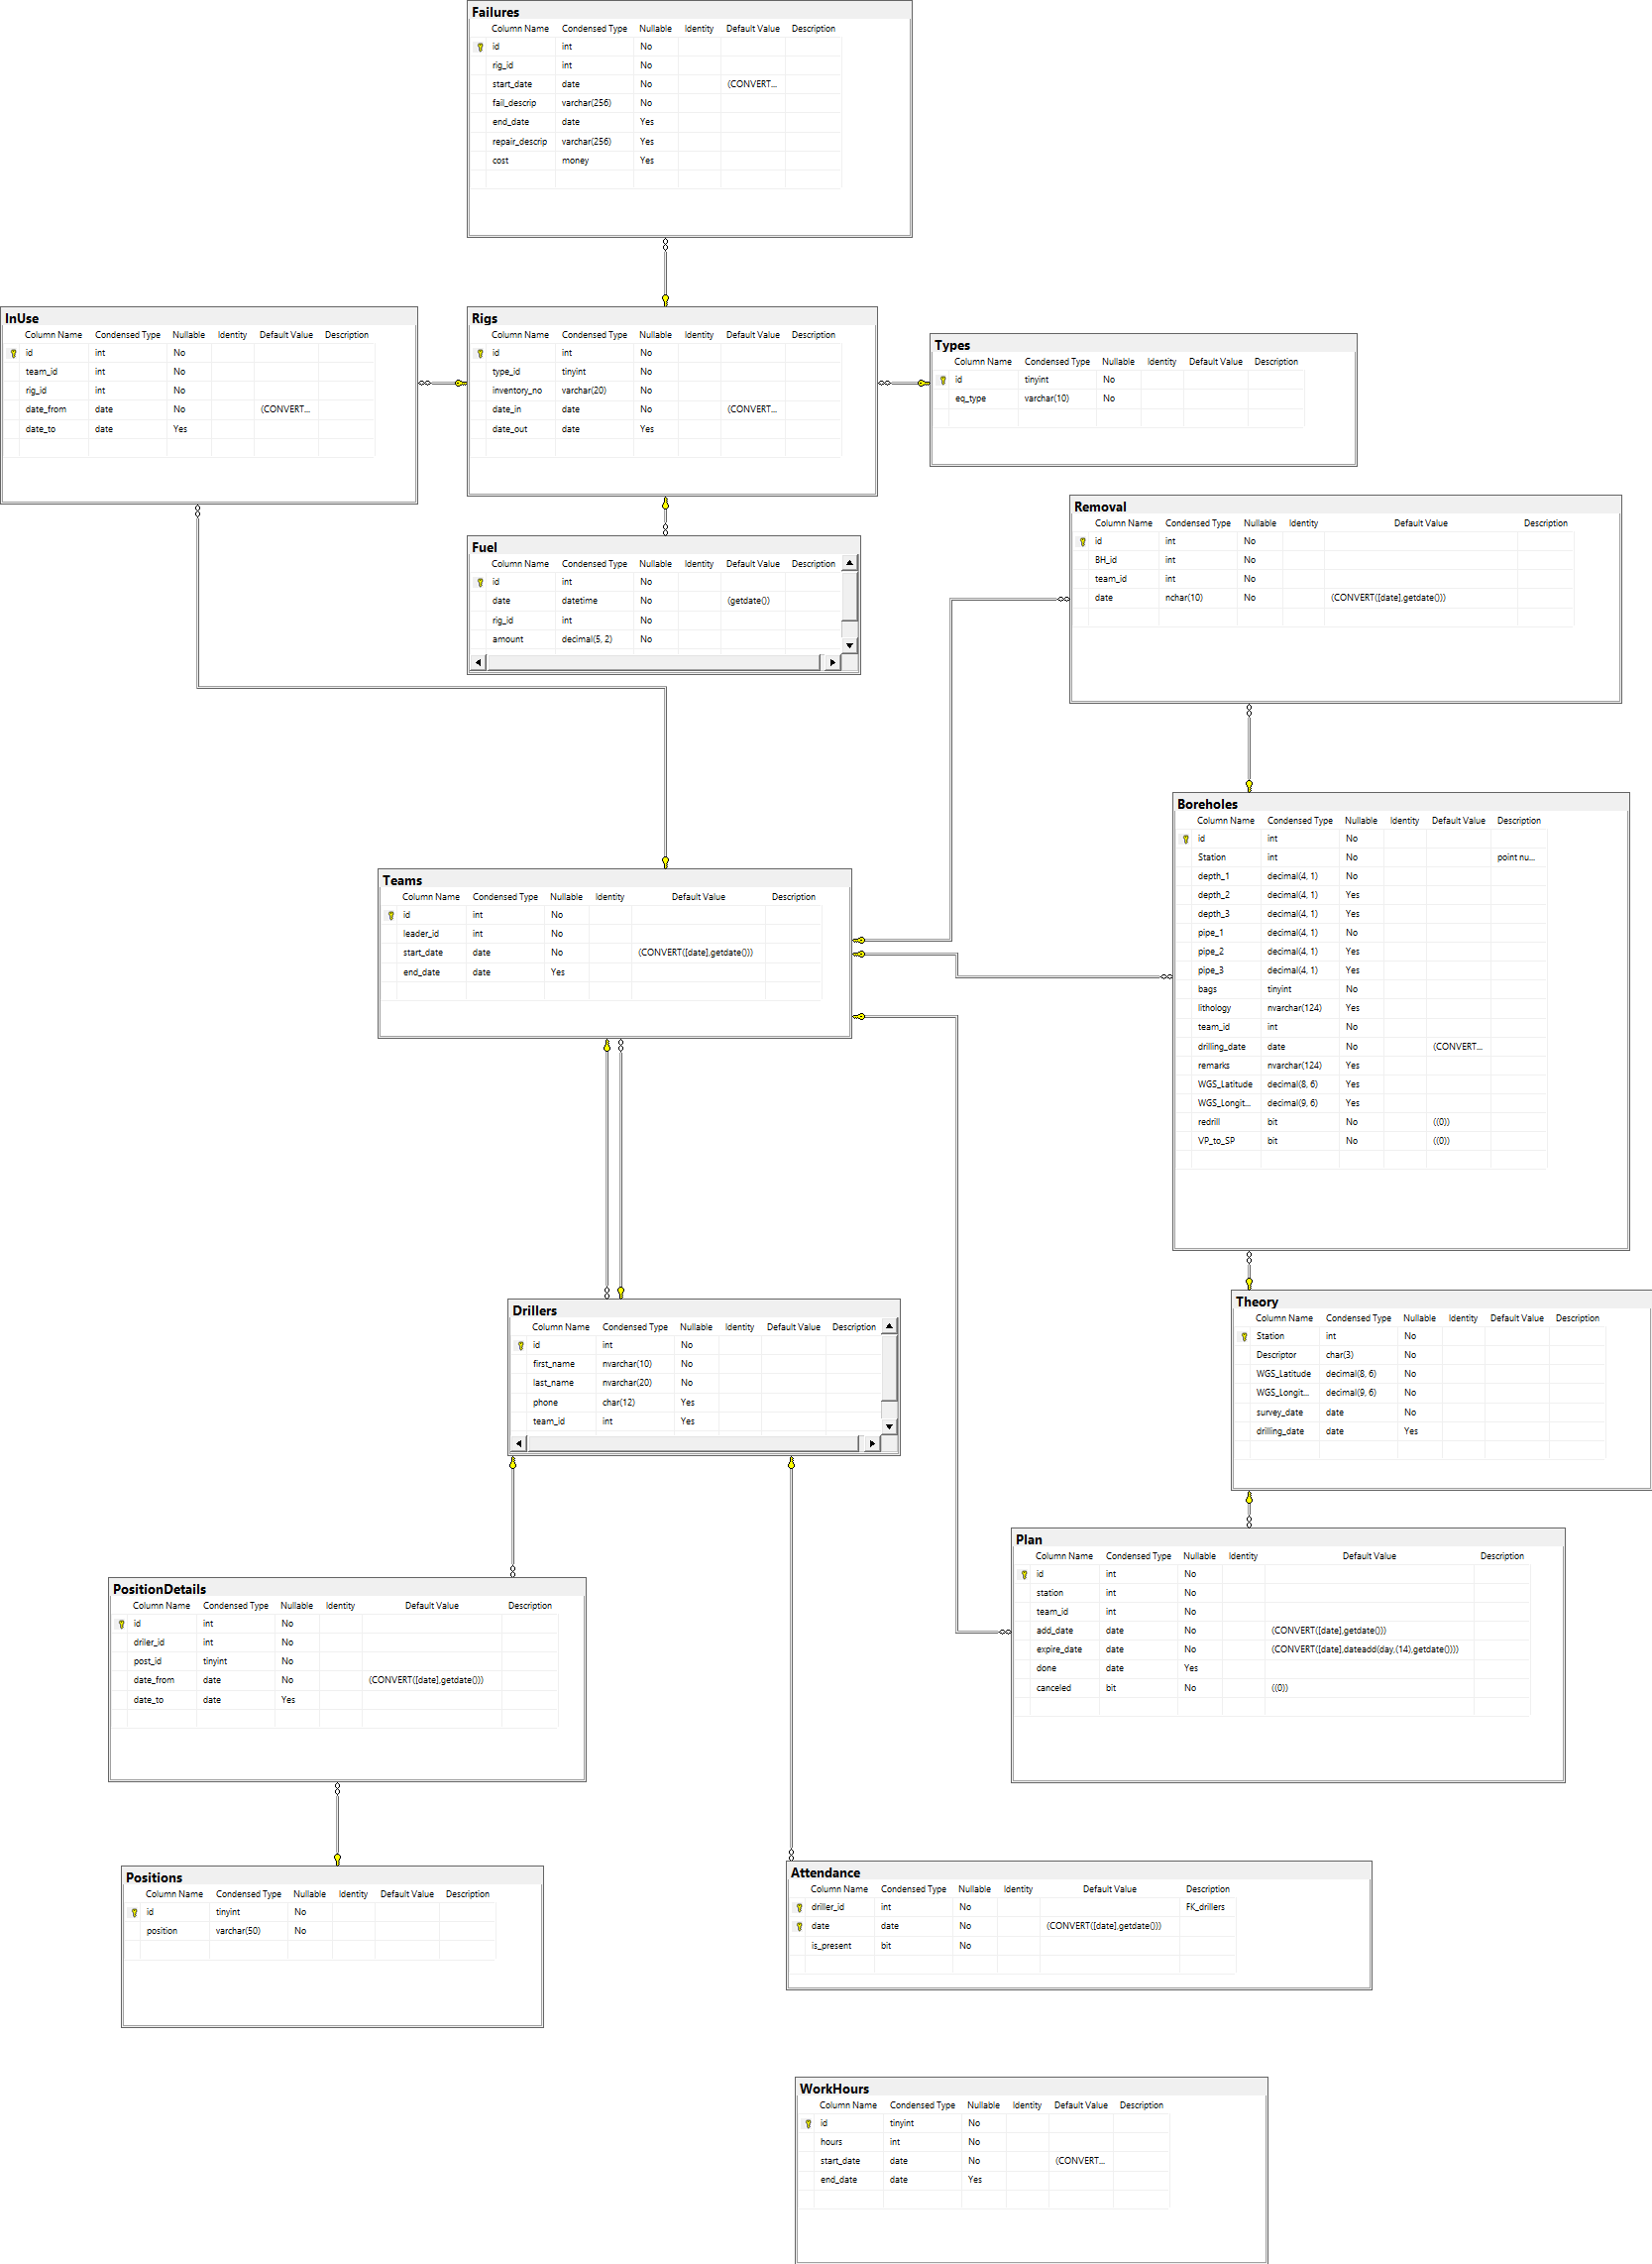 Failures
Column Name Condensed Type Nullable Identity Default Value Description
id int No
rig_id int No
start_date date No (CONVERT...
fail_descrip varchar(256) No
end_date date Yes
repair_descrip varchar(256) Yes
cost money Yes
InUse
Column Name Condensed Type Nullable Identity Default Value Description
id int No
team_id int No
rig_id int No
date_from date No (CONVERT...
date_to date Yes
Rigs
Column Name Condensed Type Nullable Identity Default Value Description
id int No
type_id tinyint No
inventory_no varchar(20) No
date_in date No (CONVERT...
date_out date Yes
Types
Column Name Condensed Type Nullable Identity Default Value Description
id tinyint No
eq_type varchar(10) No
Fuel
Column Name Condensed Type Nullable Identity Default Value Description
id int No
date datetime No (getdate())
rig_id int No
amount decimal(5, 2) No
Removal
Column Name Condensed Type Nullable Identity Default Value Description
id int No
BH_id int No
team_id int No
date nchar(10) No (CONVERT([date],getdate()))
Boreholes
Column Name Condensed Type Nullable Identity Default Value Description
id int No
Station int No point nu...
depth_1 decimal(4, 1) No
depth_2 decimal(4, 1) Yes
depth_3 decimal(4, 1) Yes
pipe_1 decimal(4, 1) No
pipe_2 decimal(4, 1) Yes
pipe_3 decimal(4, 1) Yes
bags tinyint No
lithology nvarchar(124) Yes
team_id int No
drilling_date date No (CONVERT...
remarks nvarchar(124) Yes
WGS_Latitude decimal(8, 6) Yes
WGS_Longit... decimal(9, 6) Yes
redrill bit No ((0))
VP_to_SP bit No ((0))
Teams
Column Name Condensed Type Nullable Identity Default Value Description
id int No
leader_id int No
start_date date No (CONVERT([date],getdate()))
end_date date Yes
Drillers
Column Name Condensed Type Nullable Identity Default Value Description
id int No
first_name nvarchar(10) No
last_name nvarchar(20) No
phone char(12) Yes
team_id int Yes
Theory
Column Name Condensed Type Nullable Identity Default Value Description
Station int No
Descriptor char(3) No
WGS_Latitude decimal(8, 6) No
WGS_Longit... decimal(9, 6) No
survey_date date No
drilling_date date Yes
Plan
Column Name Condensed Type Nullable Identity Default Value Description
id int No
station int No
team_id int No
add_date date No (CONVERT([date],getdate()))
expire_date date No (CONVERT([date],dateadd(day,(14),getdate())))
done date Yes
canceled bit No ((0))
PositionDetails
Column Name Condensed Type Nullable Identity Default Value Description
id int No
driler_id int No
post_id tinyint No
date_from date No (CONVERT([date],getdate()))
date_to date Yes
Positions
Column Name Condensed Type Nullable Identity Default Value Description
id tinyint No
position varchar(50) No
Attendance
Column Name Condensed Type Nullable Identity Default Value Description
driller_id int No FK_drillers
date date No (CONVERT([date],getdate()))
is_present bit No
WorkHours
Column Name Condensed Type Nullable Identity Default Value Description
id tinyint No
hours int No
start_date date No (CONVERT...
end_date date Yes